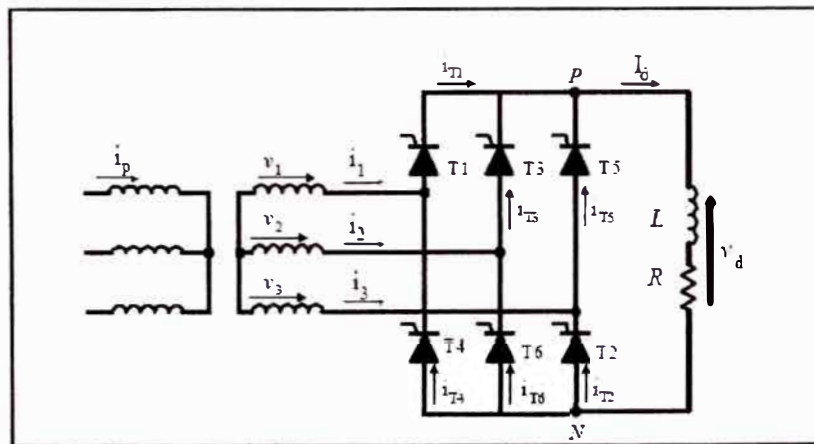 i_T1 P I_d
T1 T3 T5
i_p v_1 i_1
i_T3 i_T5
v_2 i_2 L v_d
v_3 i_3 R
T4 T6 T2
i_T4 i_T6 i_T2
N